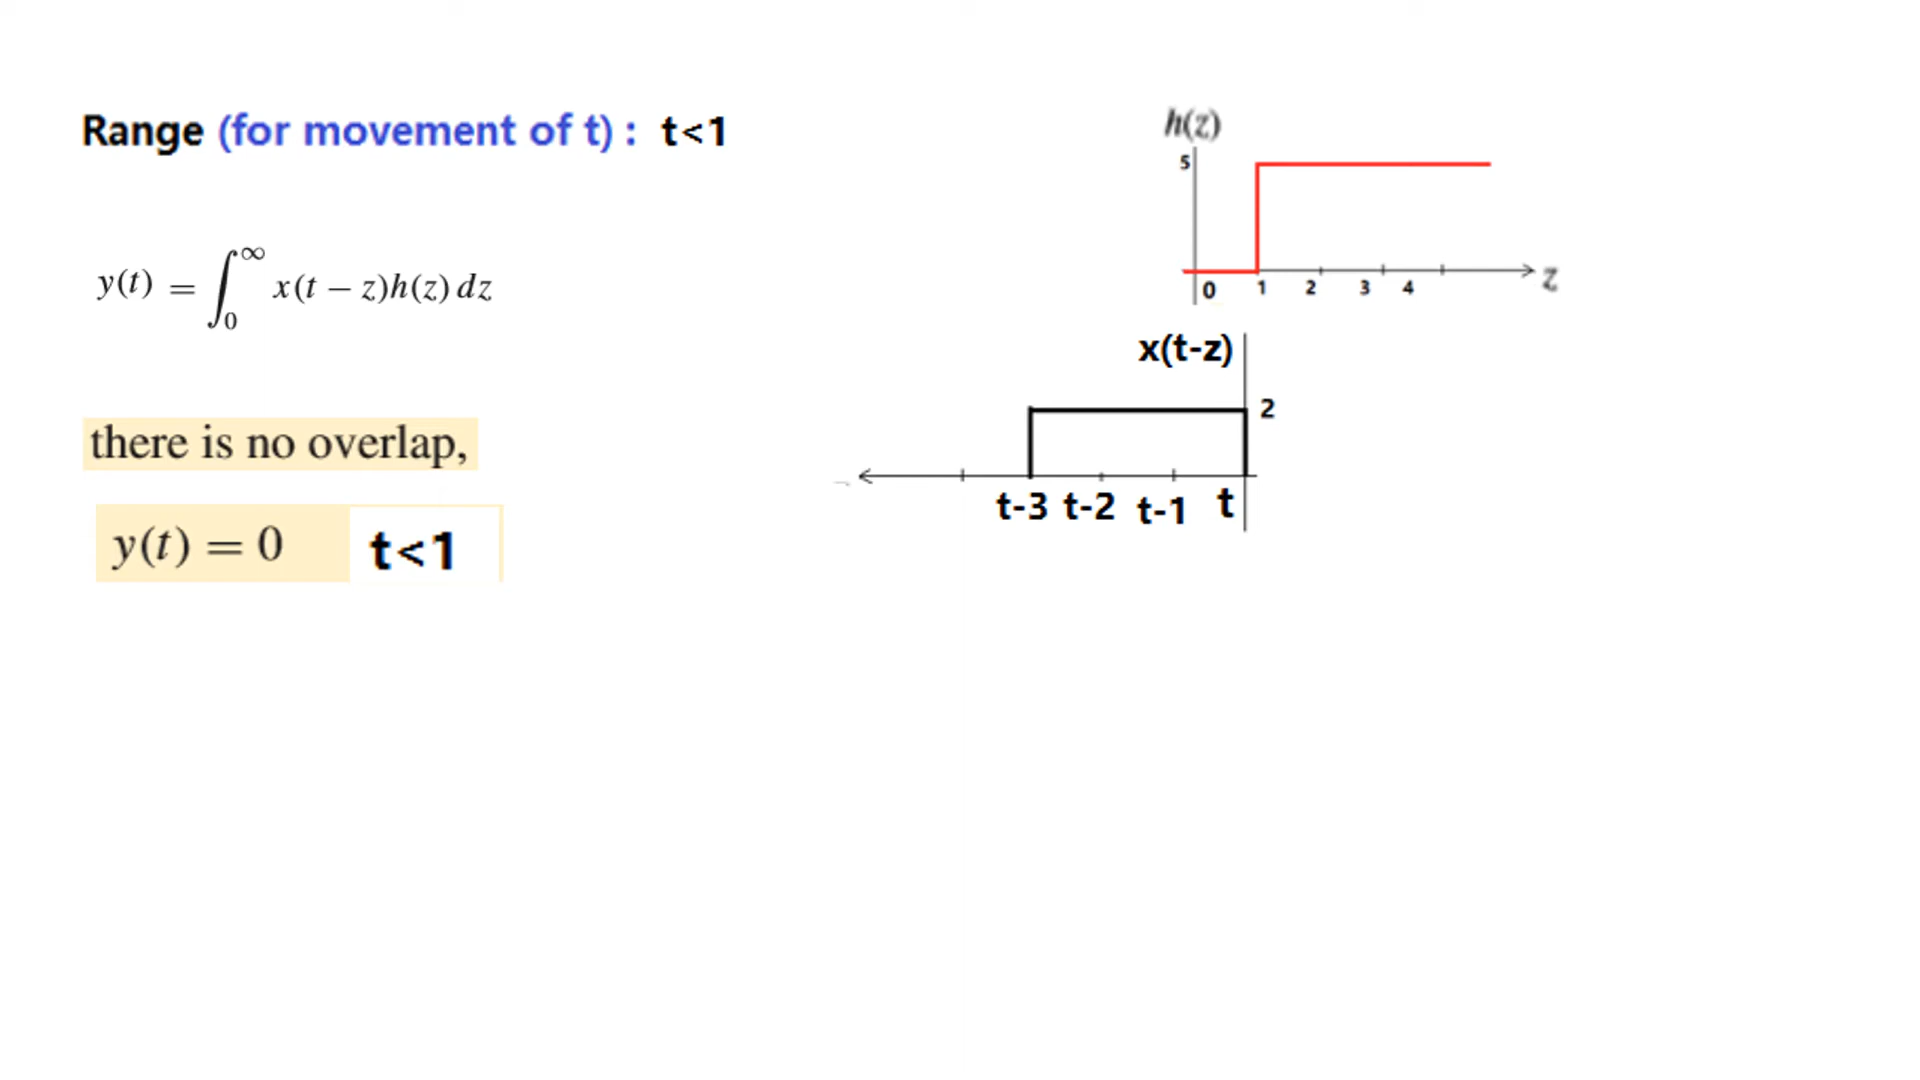 Range (for movement of t) : t<1
y(t) = ∫₀^∞ x(t − z)h(z) dz
there is no overlap,
y(t) = 0 t<1
h(z)
5
0 1 2 3 4 z
x(t-z)
2
t-3 t-2 t-1 t